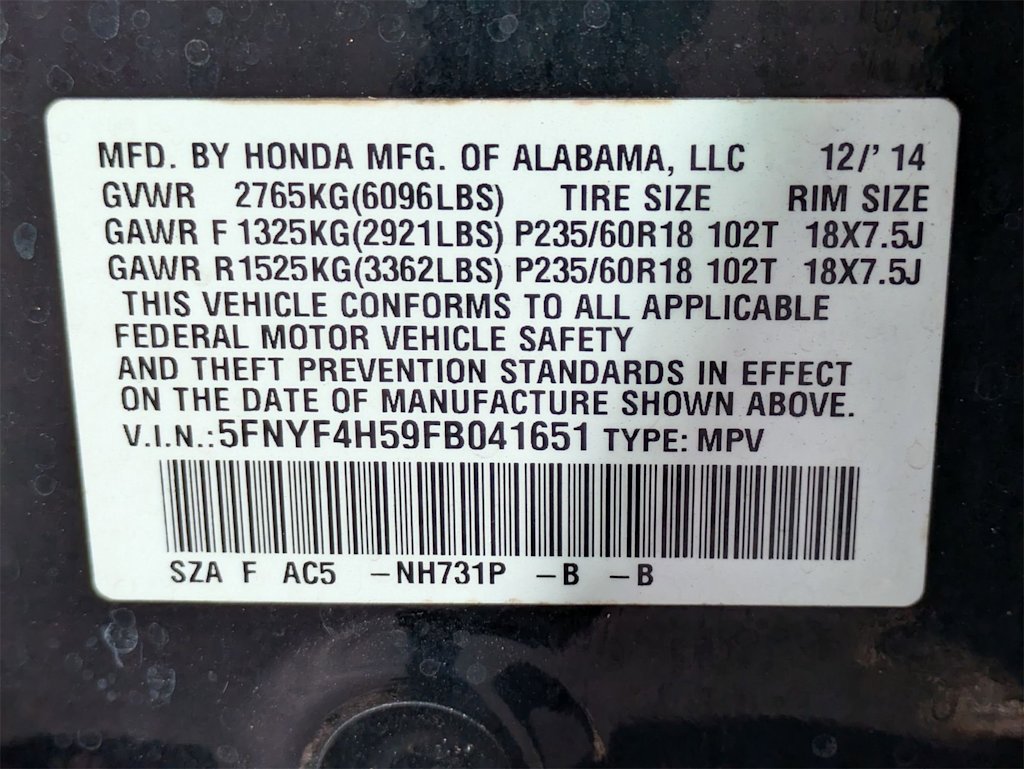 MFD. BY HONDA MFG. OF ALABAMA, LLC 12/' 14
GVWR 2765KG(6096LBS) TIRE SIZE RIM SIZE
GAWR F 1325KG(2921LBS) P235/60R18 102T 18X7.5J
GAWR R1525KG(3362LBS) P235/60R18 102T 18X7.5J
THIS VEHICLE CONFORMS TO ALL APPLICABLE
FEDERAL MOTOR VEHICLE SAFETY
AND THEFT PREVENTION STANDARDS IN EFFECT
ON THE DATE OF MANUFACTURE SHOWN ABOVE.
V.I.N.:5FNYF4H59FB041651 TYPE: MPV
SZA F AC5 -NH731P -B -B